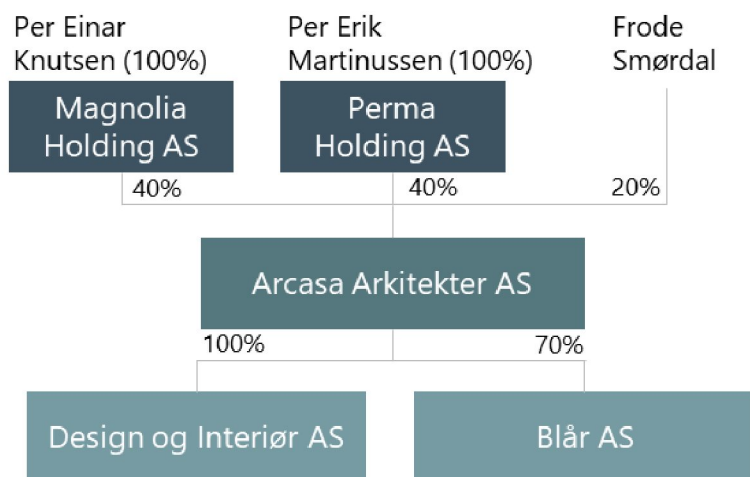 Per Einar
Knutsen (100%)
Per Erik
Martinussen (100%)
Frode
Smørdal
Magnolia
Holding AS
Perma
Holding AS
40%
40%
20%
Arcasa Arkitekter AS
100%
70%
Design og Interiør AS
Blår AS